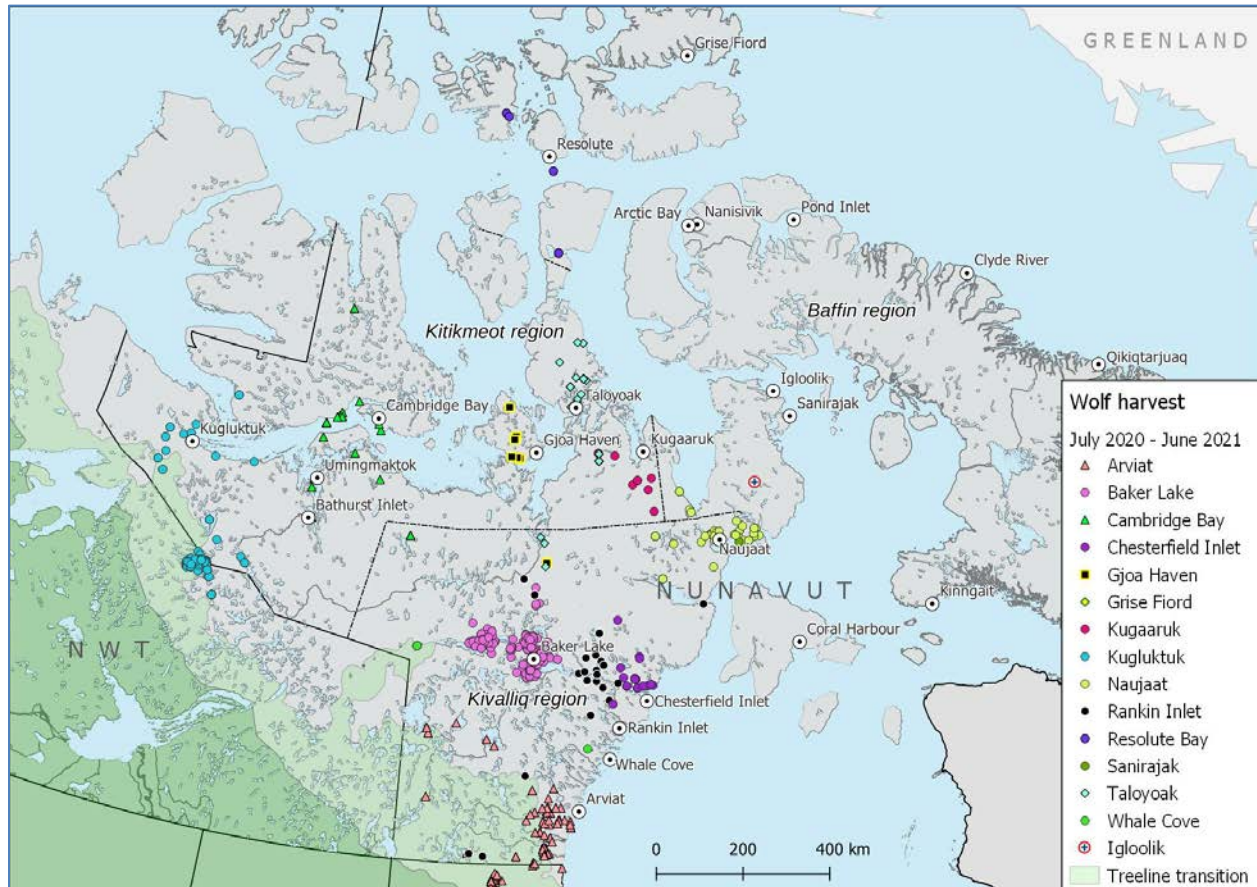 Grise Fiord
GREENLAND
Resolute
Arctic Bay
Nanisivik
Pond Inlet
Clyde River
Kitikmeot region
Baffin region
Qikiqtarjuaq
Taloyoak
Igloolik
Sanirajak
Cambridge Bay
Kugluktuk
Gjoa Haven
Kugaaruk
Umingmaktok
Bathurst Inlet
Naujaat
NUNAVUT
Kinngait
NWT
Coral Harbour
Baker Lake
Kivalliq region
Chesterfield Inlet
Rankin Inlet
Whale Cove
Arviat
0 200 400 km
Wolf harvest
July 2020 - June 2021
Arviat
Baker Lake
Cambridge Bay
Chesterfield Inlet
Gjoa Haven
Grise Fiord
Kugaaruk
Kugluktuk
Naujaat
Rankin Inlet
Resolute Bay
Sanirajak
Taloyoak
Whale Cove
Igloolik
Treeline transition